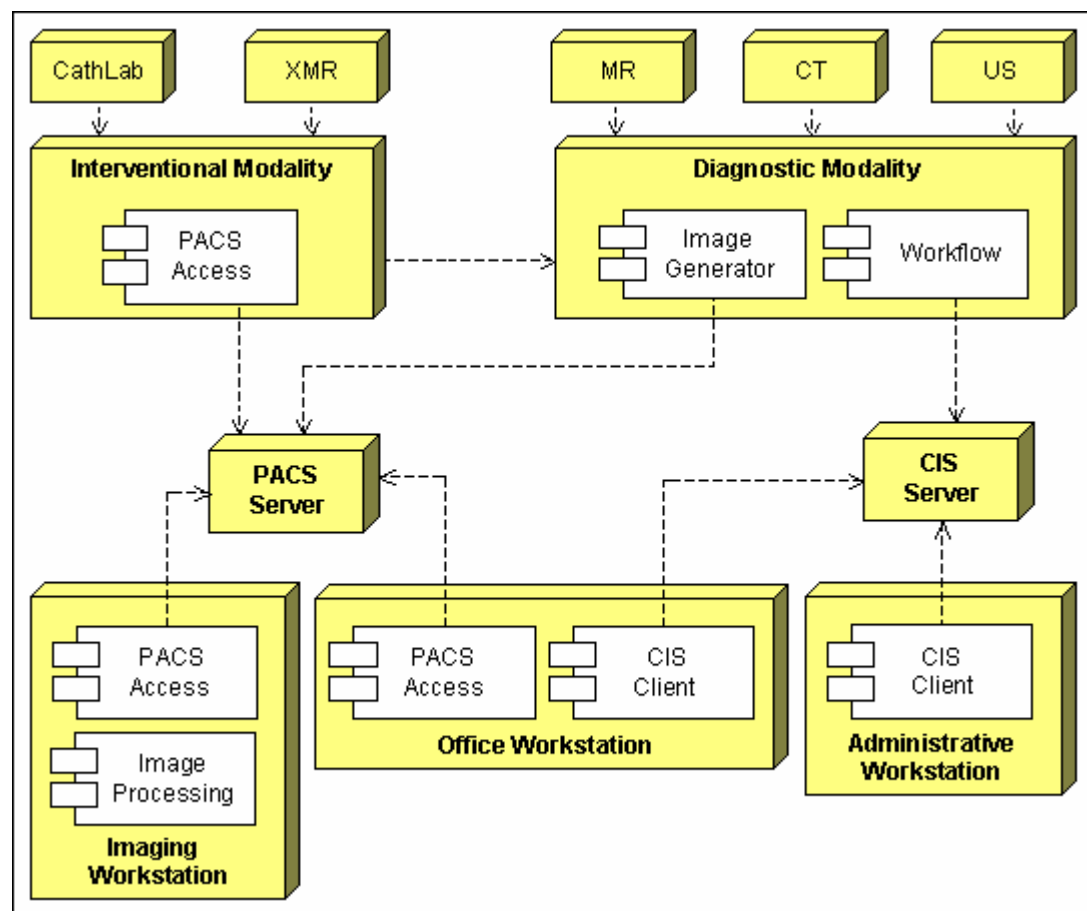 CathLab
XMR
MR
CT
US
Interventional Modality
PACS
Access
Diagnostic Modality
Image
Generator
Workflow
PACS
Server
CIS
Server
PACS
Access
Image
Processing
Imaging
Workstation
PACS
Access
CIS
Client
Office Workstation
CIS
Client
Administrative
Workstation